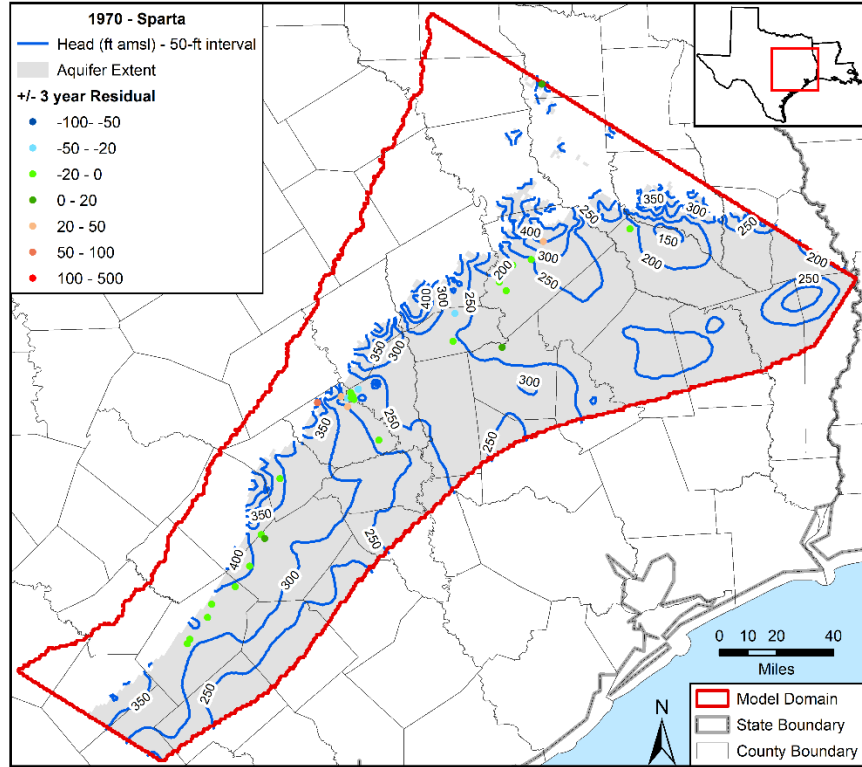 1970 - Sparta
Head (ft amsl) - 50-ft interval
Aquifer Extent
+/- 3 year Residual
-100- -50
-50 - -20
-20 - 0
0 - 20
20 - 50
50 - 100
100 - 500
350
300
250
400
150
250
300
200
200
250
200
250
250
300
400
350
300
300
250
250
350
350
250
400
300
250
350
0 10 20 40
Miles
N
Model Domain
State Boundary
County Boundary